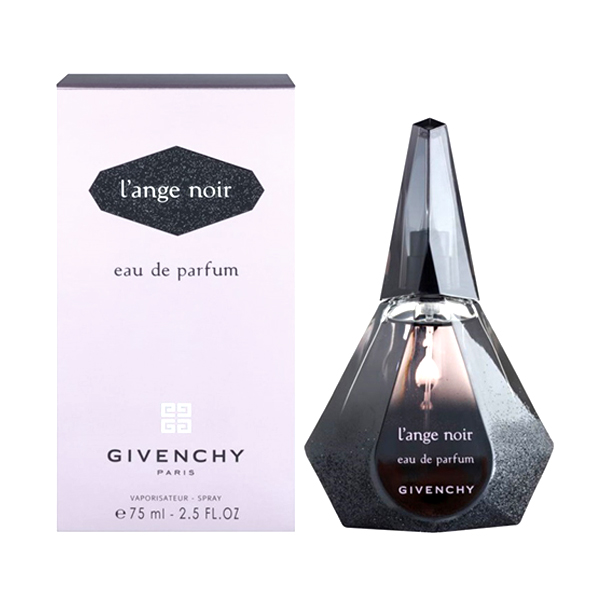 l'ange noir
eau de parfum
GIVENCHY
PARIS
VAPORISATEUR - SPRAY
℮ 75 ml - 2.5 FL.OZ
l'ange noir
eau de parfum
GIVENCHY